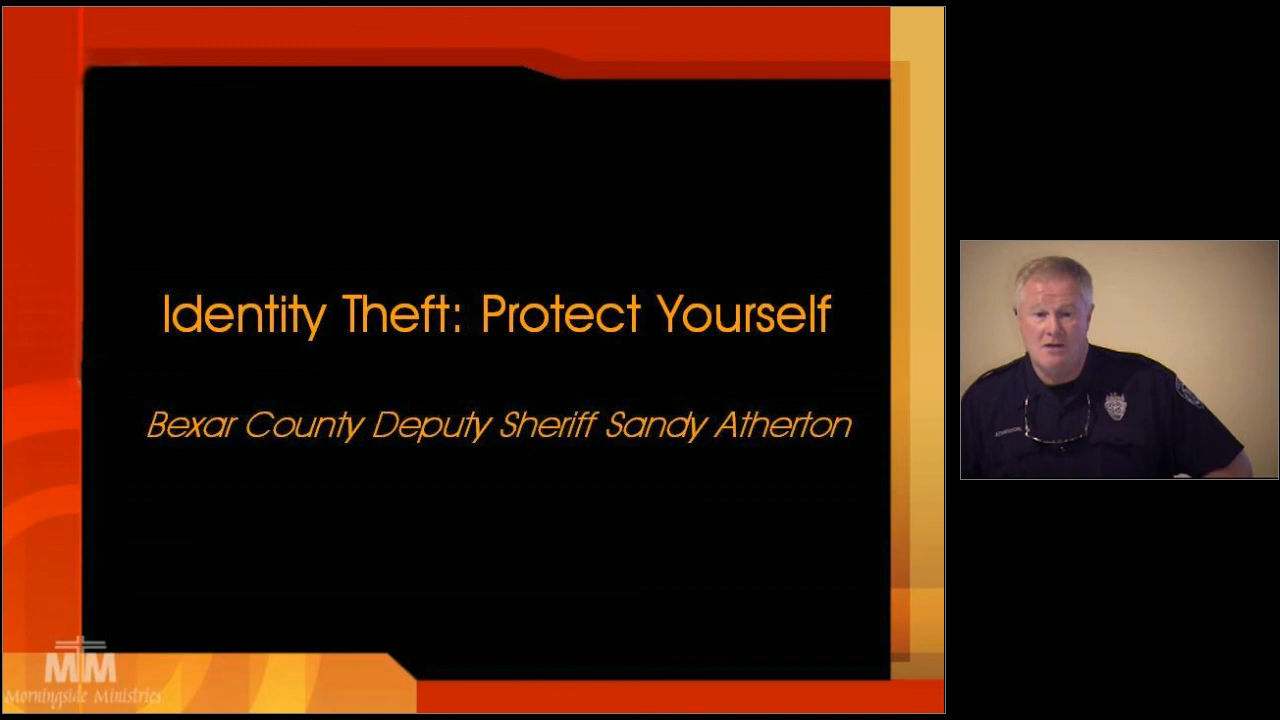 Identity Theft: Protect Yourself
Bexar County Deputy Sheriff Sandy Atherton
MM
Morningside Ministries